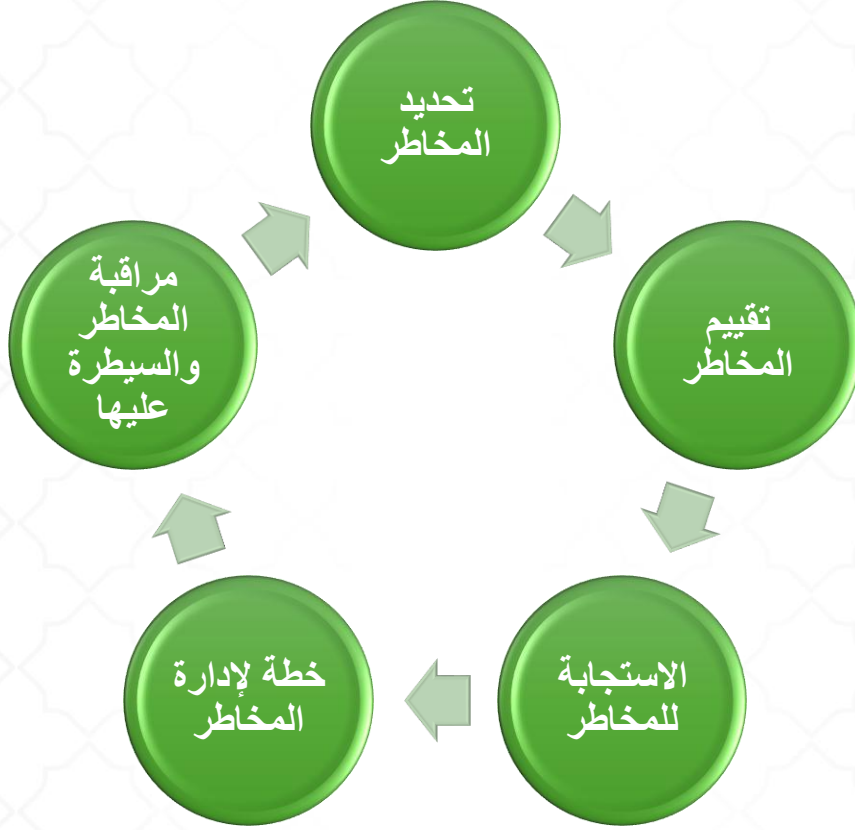 تحديد
المخاطر
تقييم
المخاطر
الاستجابة
للمخاطر
خطة لإدارة
المخاطر
مراقبة
المخاطر
والسيطرة
عليها